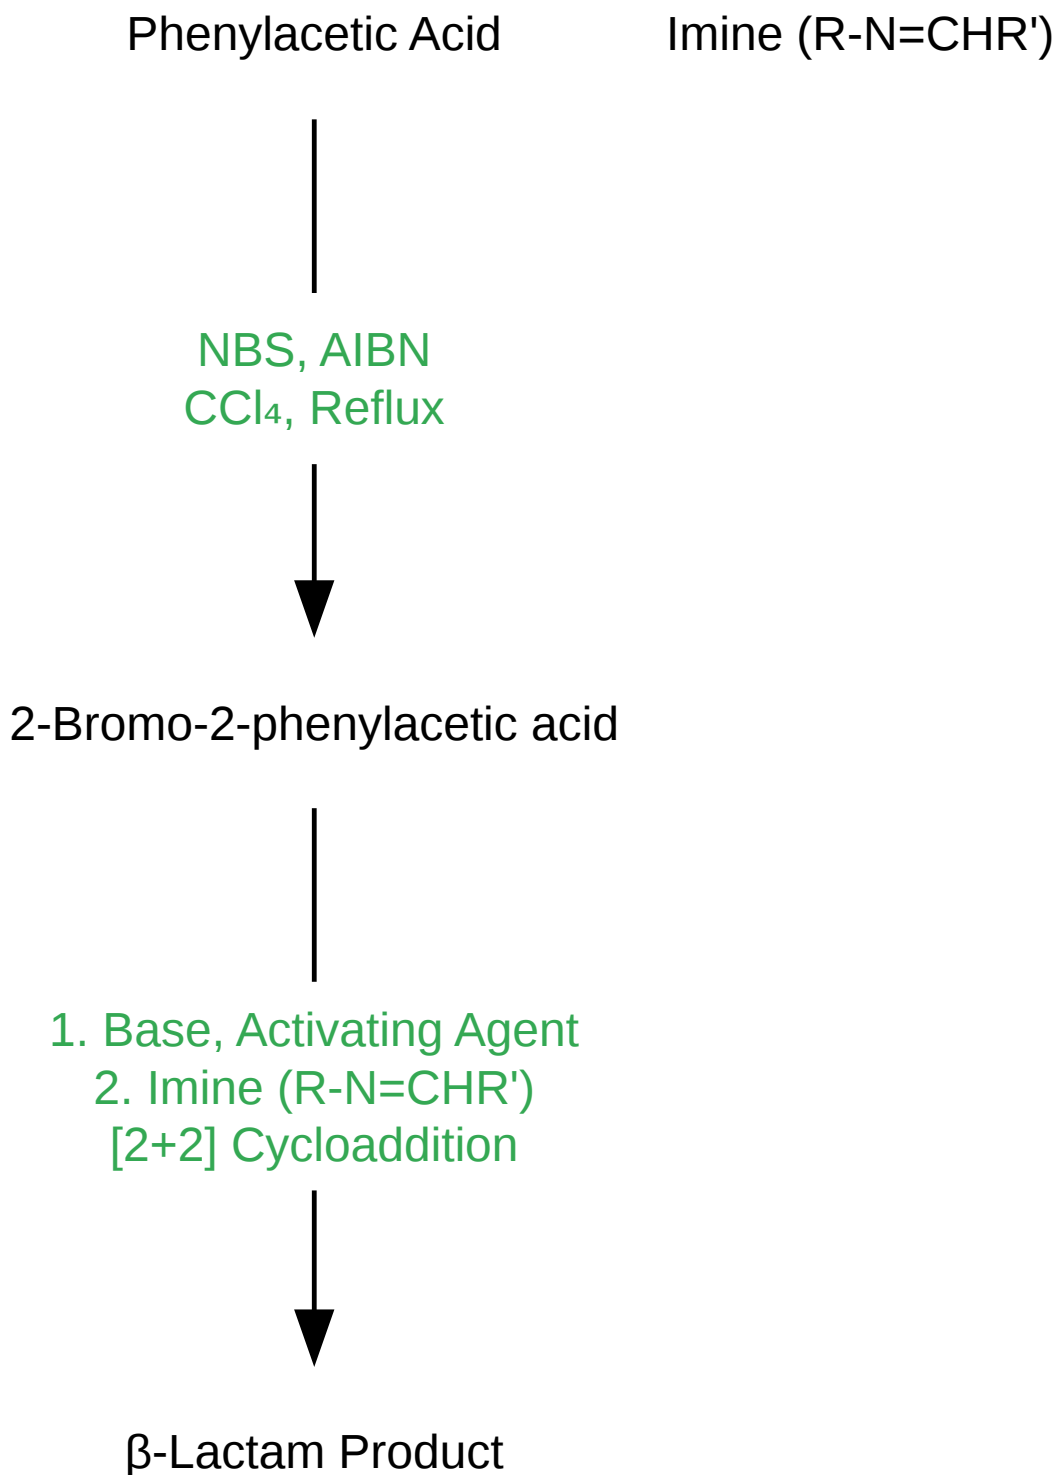 Phenylacetic Acid
Imine (R-N=CHR')
NBS, AIBN
CCl₄, Reflux
2-Bromo-2-phenylacetic acid
1. Base, Activating Agent
2. Imine (R-N=CHR')
[2+2] Cycloaddition
β-Lactam Product